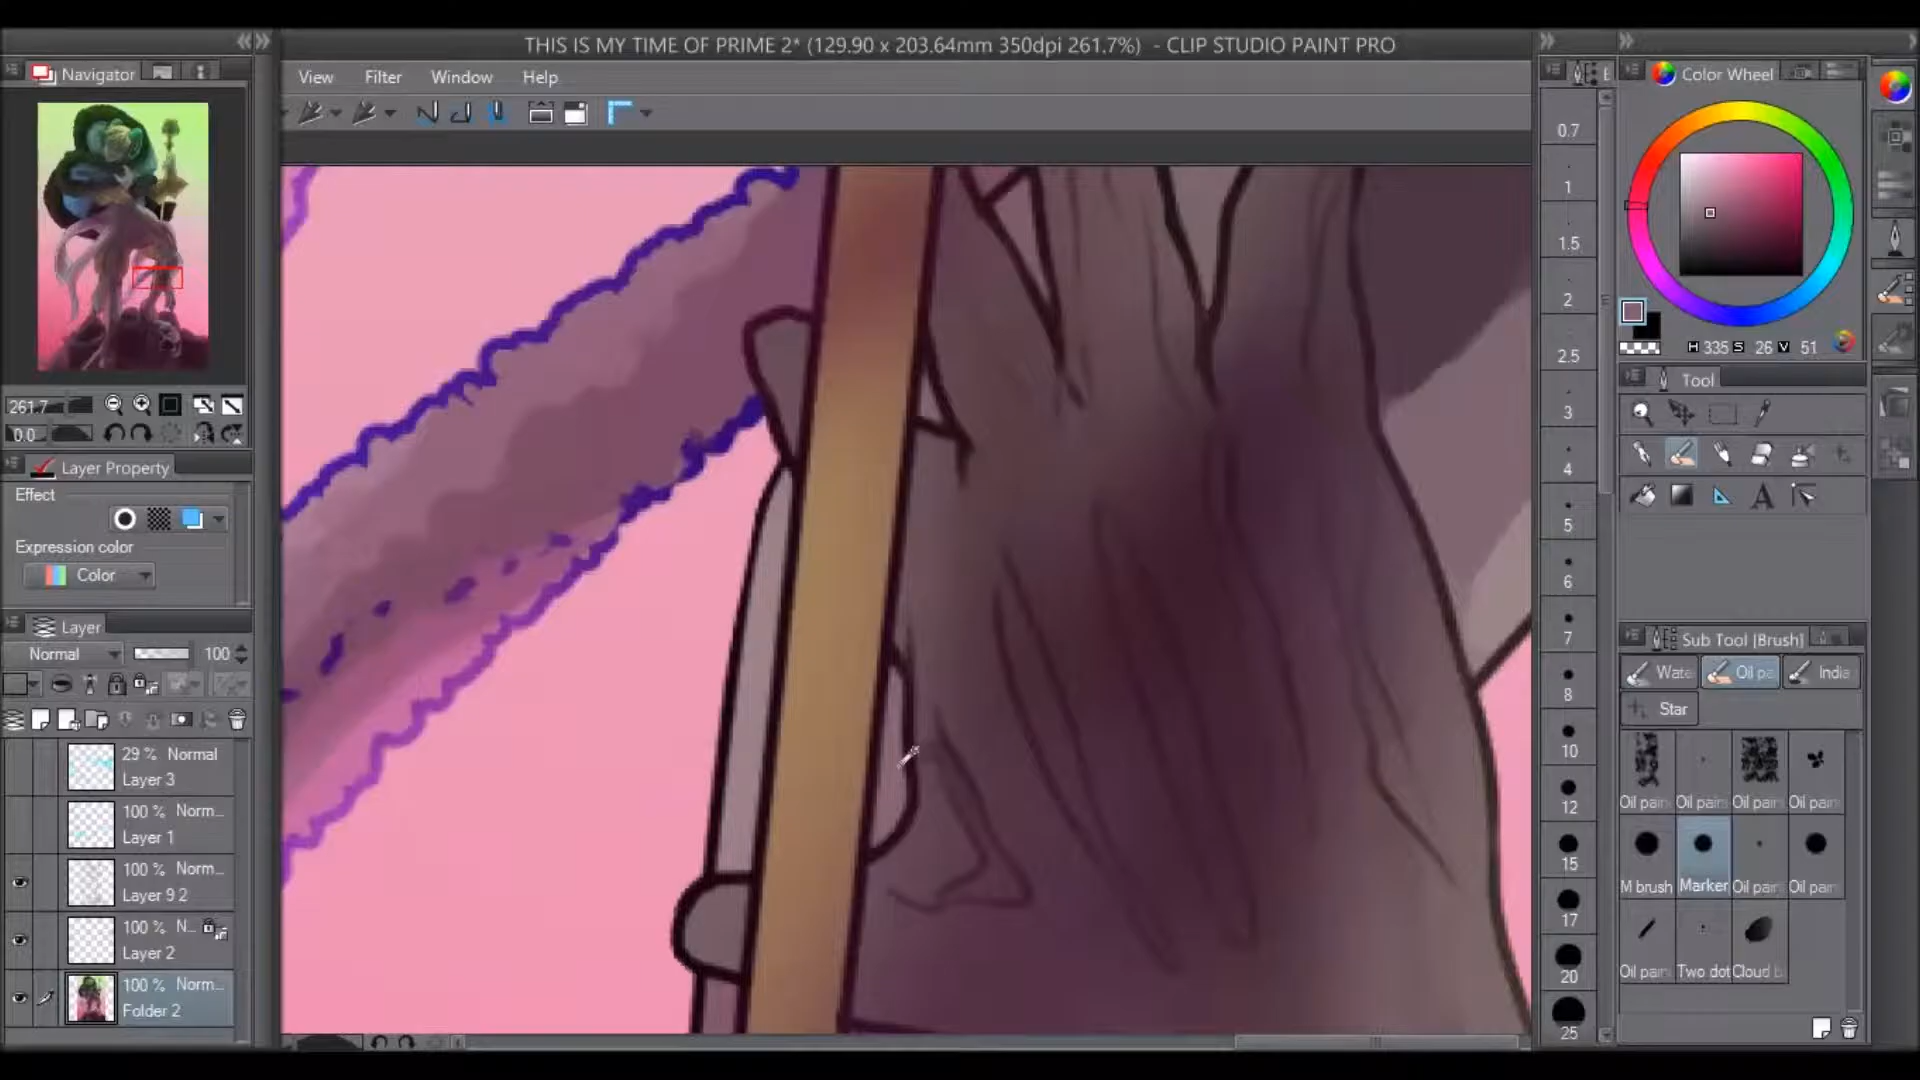 THIS IS MY TIME OF PRIME 2* (129.90 x 203.64mm 350dpi 261.7%) - CLIP STUDIO PAINT PRO
Navigator
View Filter Window Help
261.7
0.0
Layer Property
Effect
Expression color
Color
Layer
Normal 100
29 % Normal
Layer 3
100 % Norm...
Layer 1
100 % Norm...
Layer 9 2
100 % N...
Layer 2
100 % Norm...
Folder 2
0.7
1
1.5
2
2.5
3
4
5
6
7
8
10
12
15
17
20
25
Color Wheel
H 335 S 26 V 51
Tool
Sub Tool [Brush]
Wate Oil pa India
Star
Oil pain Oil pain Oil pain Oil pain
M brush Marker Oil pain Oil pain
Oil pain Two dot Cloud b